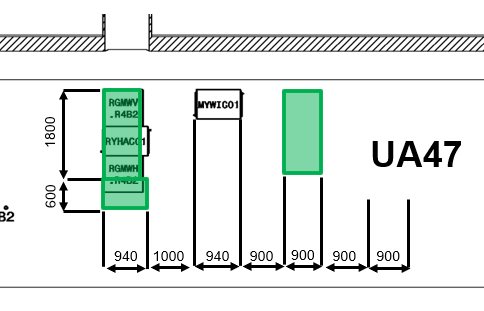 RGMWV
.R4B2
RYHAC01
RGMWH
.R4B2
MYWIC01
UA47
1800
600
B2
940
1000
940
900
900
900
900